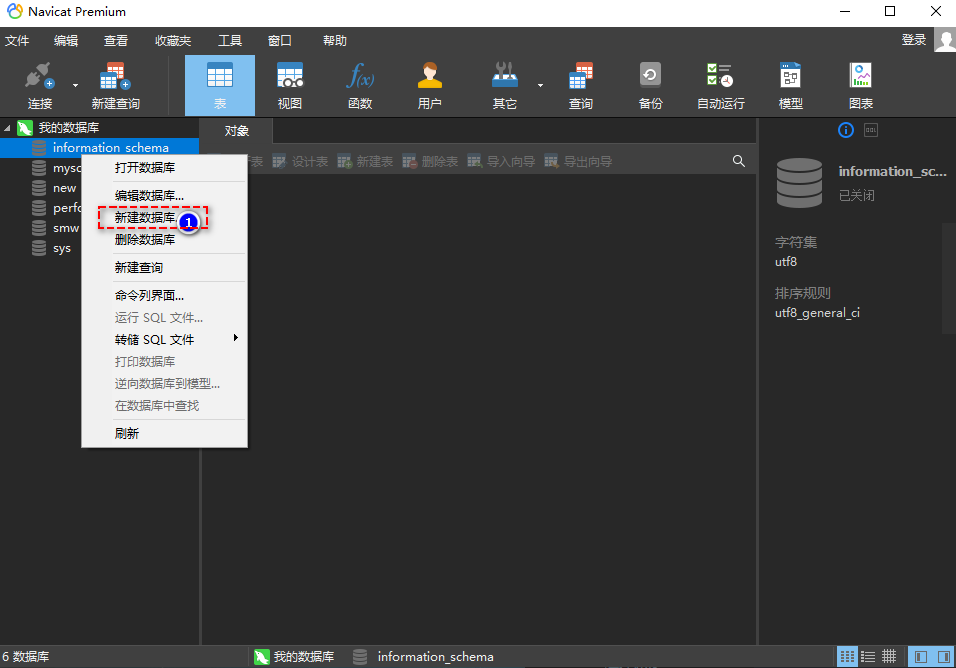 Navicat Premium
文件 编辑 查看 收藏夹 工具 窗口 帮助 登录
连接 新建查询 表 视图 函数 用户 其它 查询 备份 自动运行 模型 图表
我的数据库 对象
information_schema
表 设计表 新建表 删除表 导入向导 导出向导
mysc
new
perfo
smw
sys
打开数据库
编辑数据库...
新建数据库
1
删除数据库
新建查询
命令列界面...
运行 SQL 文件...
转储 SQL 文件
打印数据库
逆向数据库到模型...
在数据库中查找
刷新
information_sc...
已关闭
字符集
utf8
排序规则
utf8_general_ci
6 数据库 我的数据库 information_schema